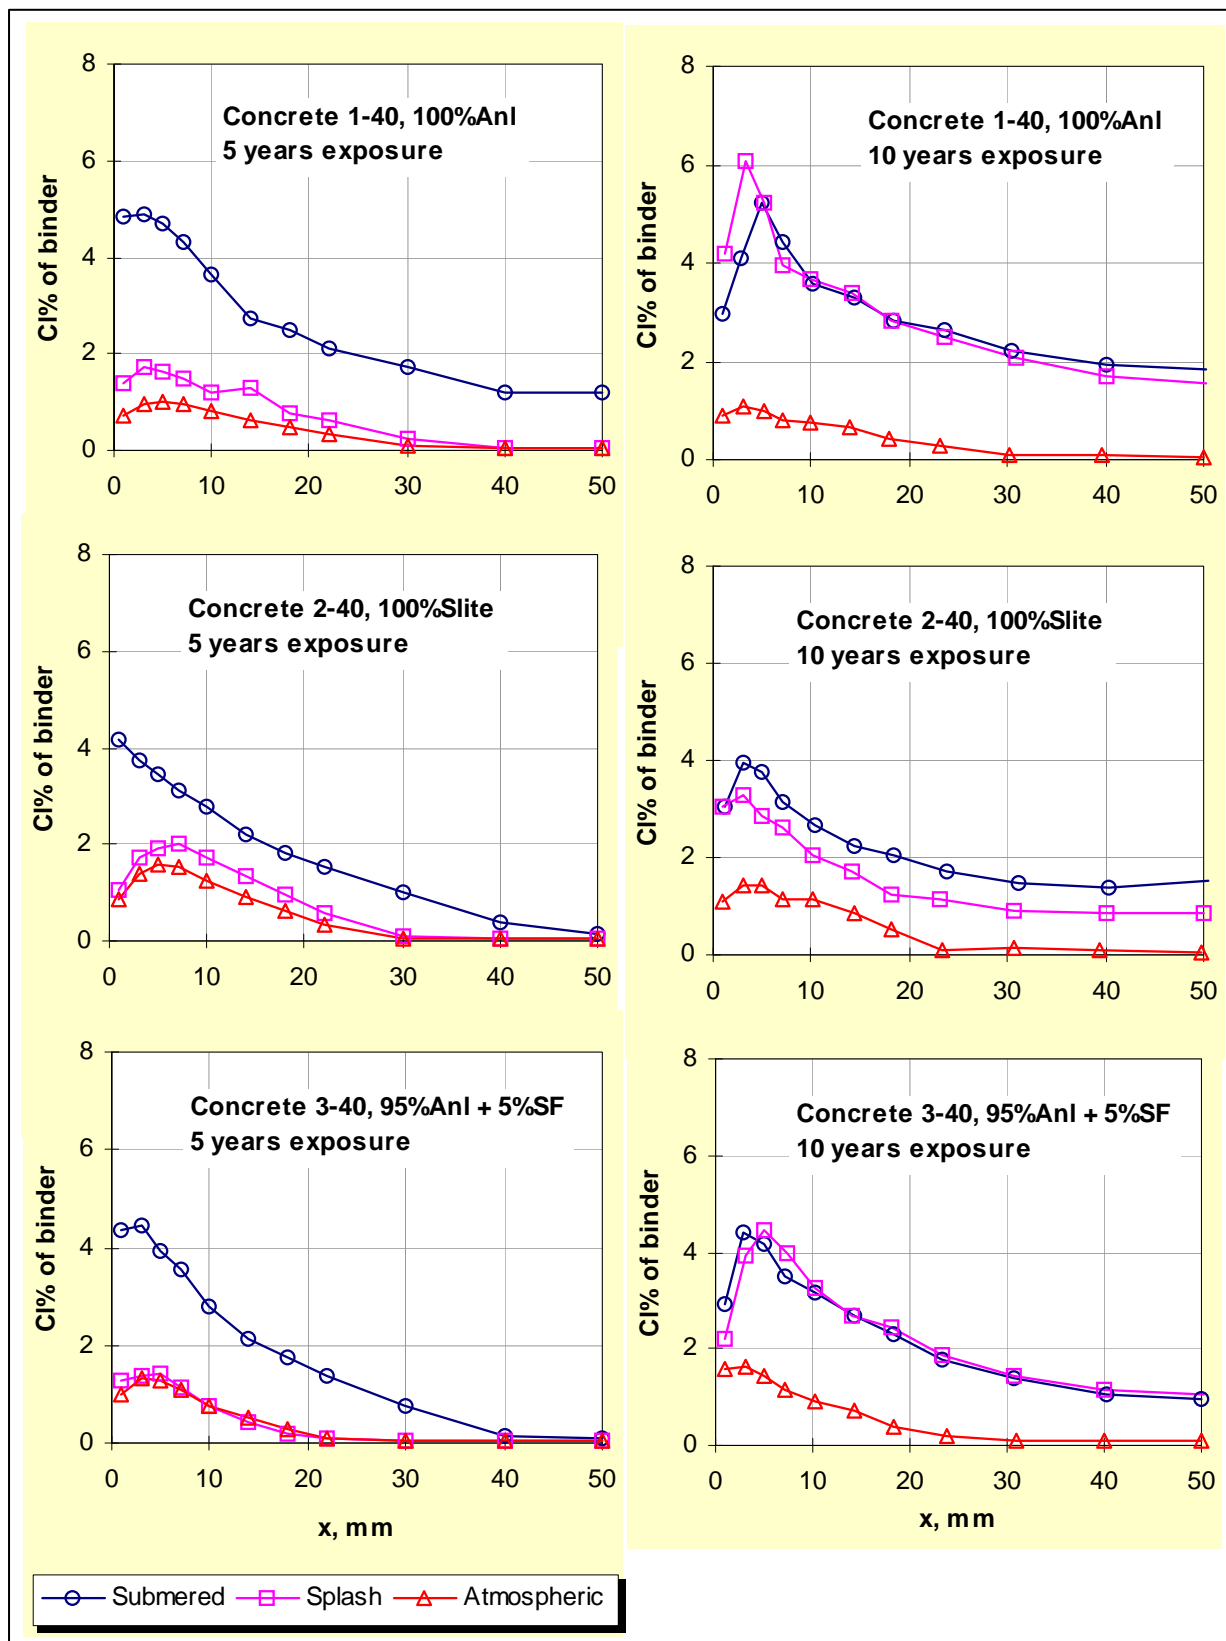 8
6
4
2
0
0 10 20 30 40 50
Cl% of binder
Concrete 1-40, 100%Anl
5 years exposure
8
6
4
2
0
0 10 20 30 40 50
Cl% of binder
Concrete 1-40, 100%Anl
10 years exposure
8
6
4
2
0
0 10 20 30 40 50
Cl% of binder
Concrete 2-40, 100%Slite
5 years exposure
8
6
4
2
0
0 10 20 30 40 50
Cl% of binder
Concrete 2-40, 100%Slite
10 years exposure
8
6
4
2
0
0 10 20 30 40 50
Cl% of binder
Concrete 3-40, 95%Anl + 5%SF
5 years exposure
x, mm
8
6
4
2
0
0 10 20 30 40 50
Cl% of binder
Concrete 3-40, 95%Anl + 5%SF
10 years exposure
x, mm
Submered Splash Atmospheric